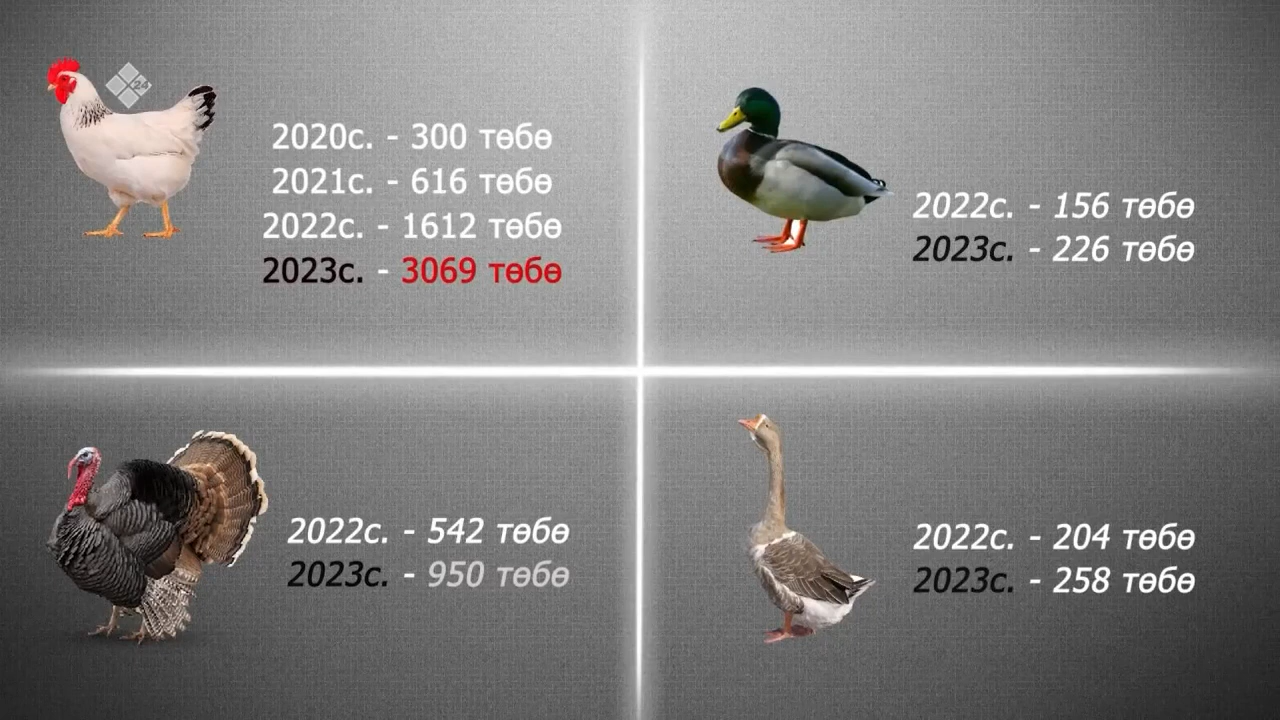 X24
2020с. - 300 төбө
2021с. - 616 төбө
2022с. - 1612 төбө
2023с. - 3069 төбө
2022с. - 156 төбө
2023с. - 226 төбө
2022с. - 542 төбө
2023с. - 950 төбө
2022с. - 204 төбө
2023с. - 258 төбө